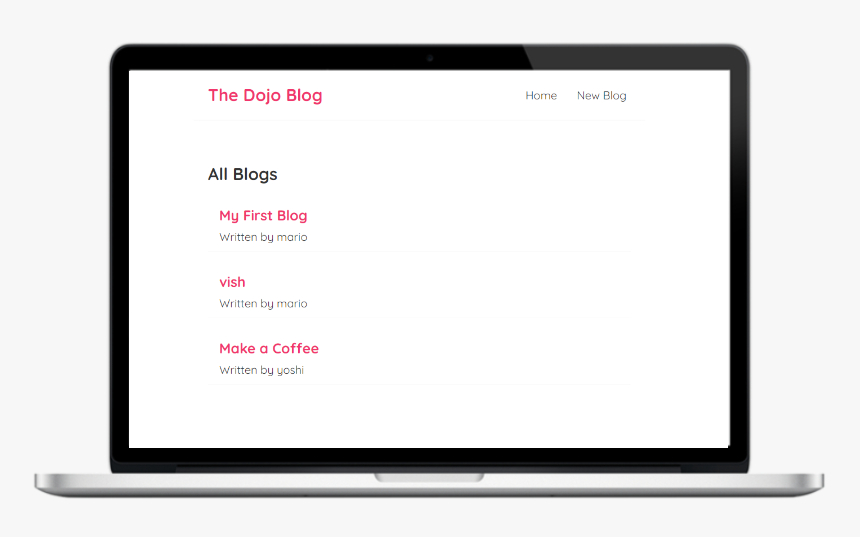 The Dojo Blog
Home New Blog
All Blogs
My First Blog
Written by mario
vish
Written by mario
Make a Coffee
Written by yoshi